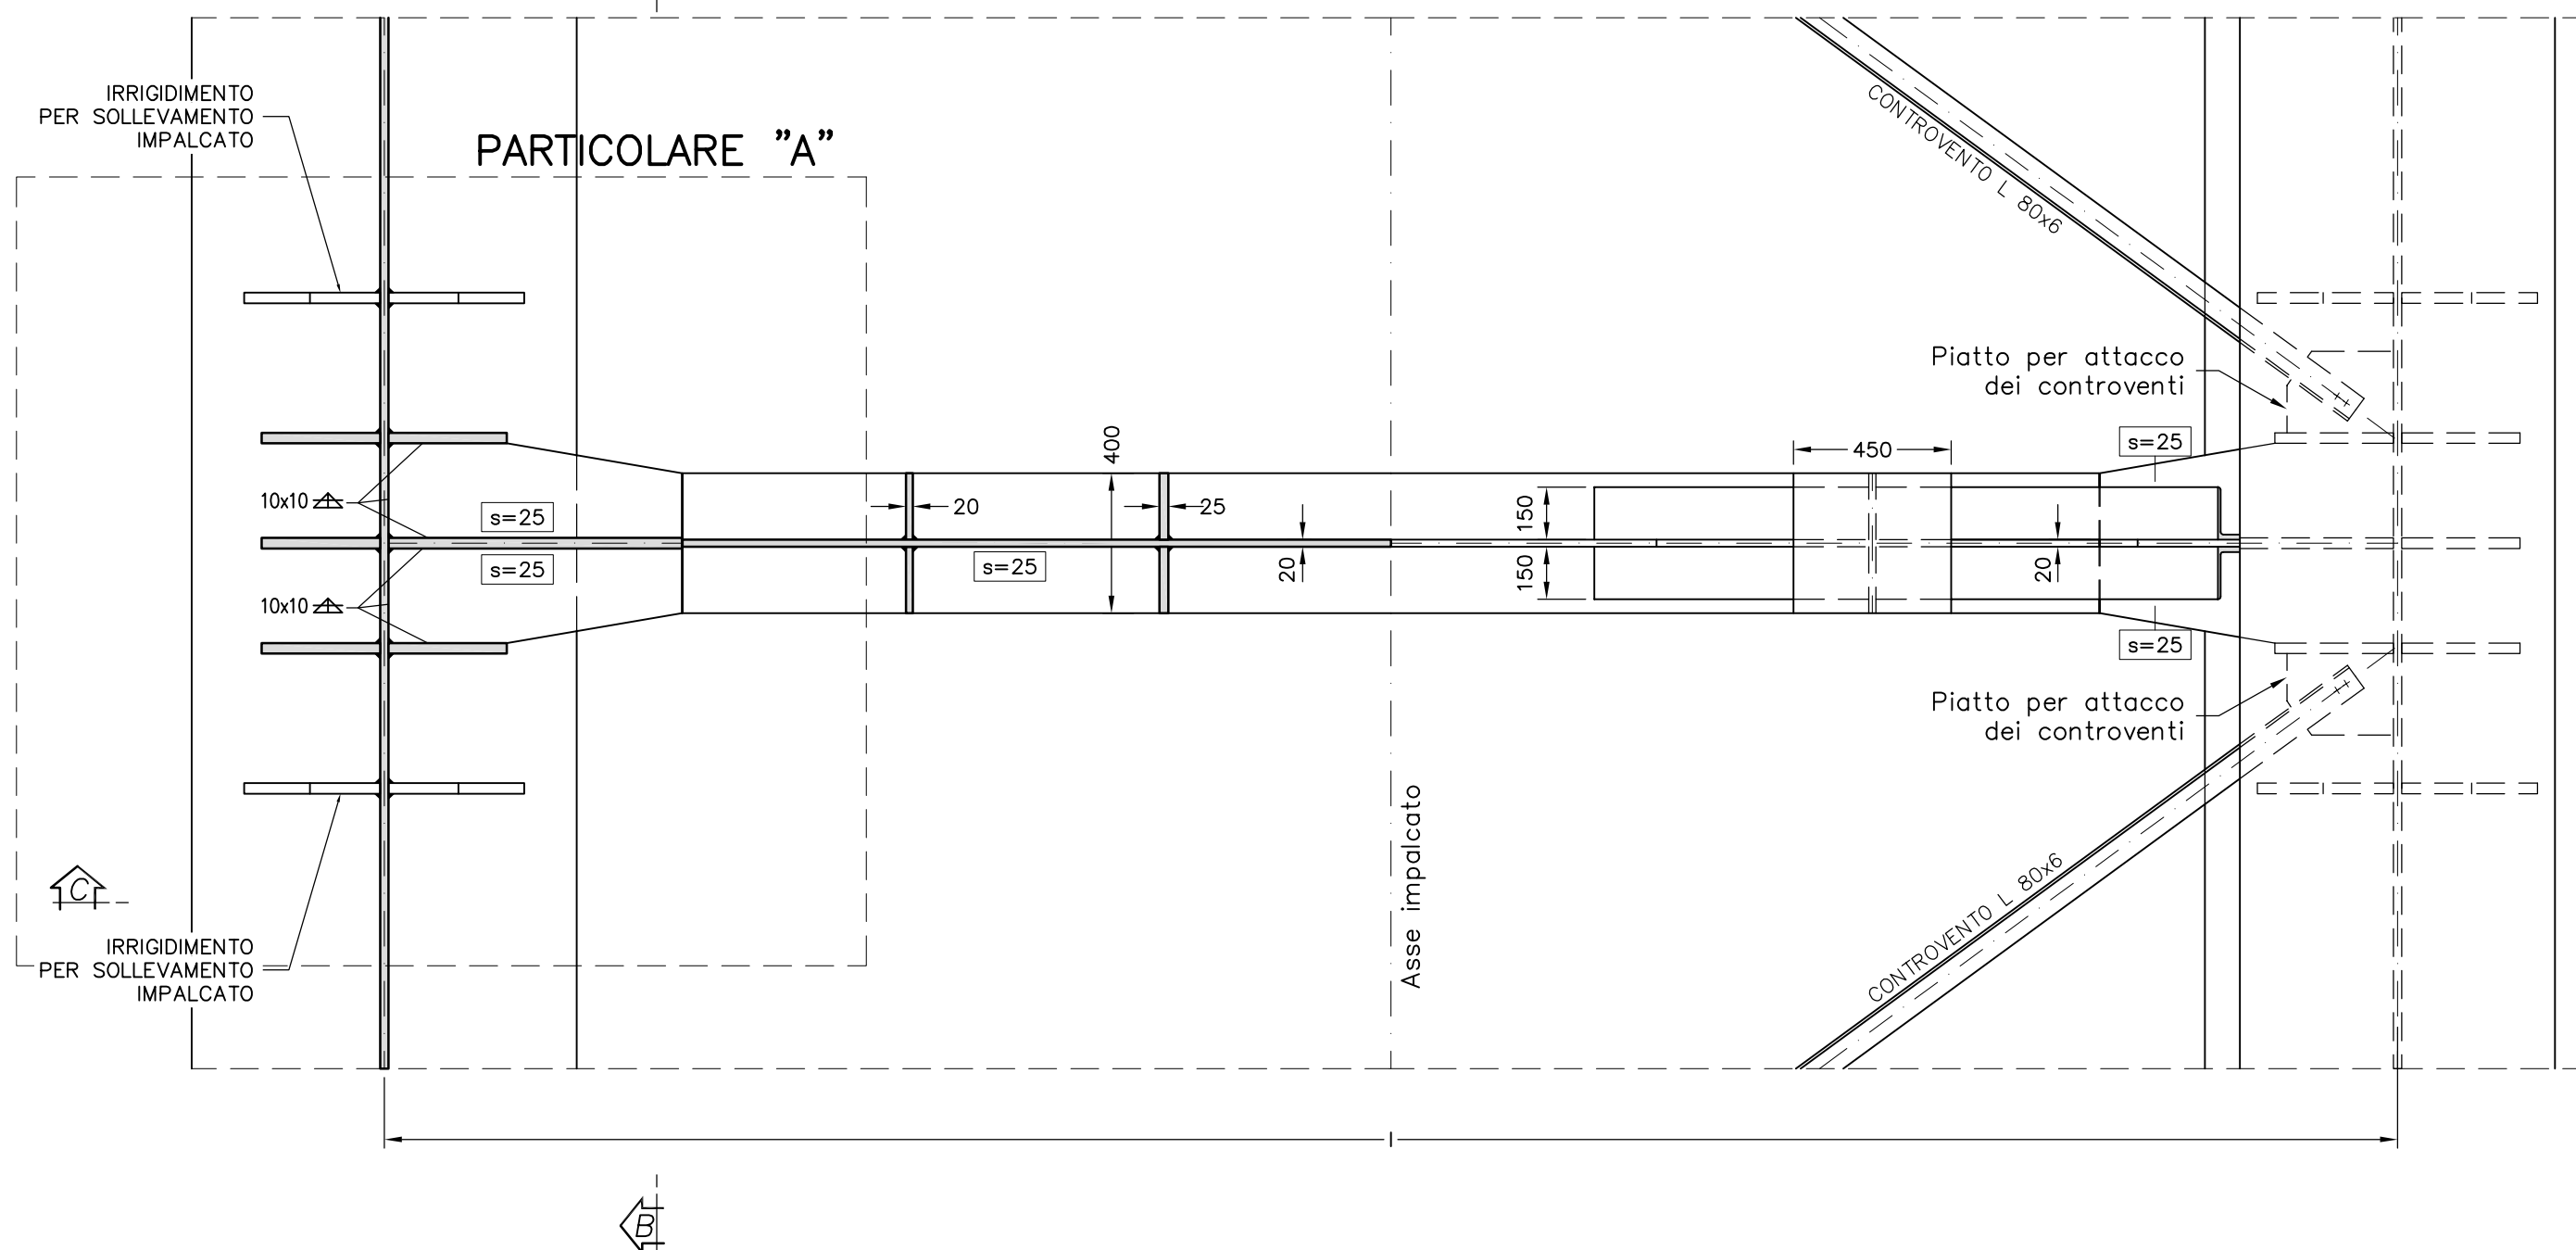 IRRIGIDIMENTO
PER SOLLEVAMENTO
IMPALCATO
PARTICOLARE "A"
CONTROVENTO L 80x6
Piatto per attacco
dei controventi
400
450
s=25
10x10
s=25
20
25
150
s=25
s=25
20
150
20
10x10
s=25
Piatto per attacco
dei controventi
Asse impalcato
CONTROVENTO L 80x6
C
IRRIGIDIMENTO
PER SOLLEVAMENTO
IMPALCATO
l
B